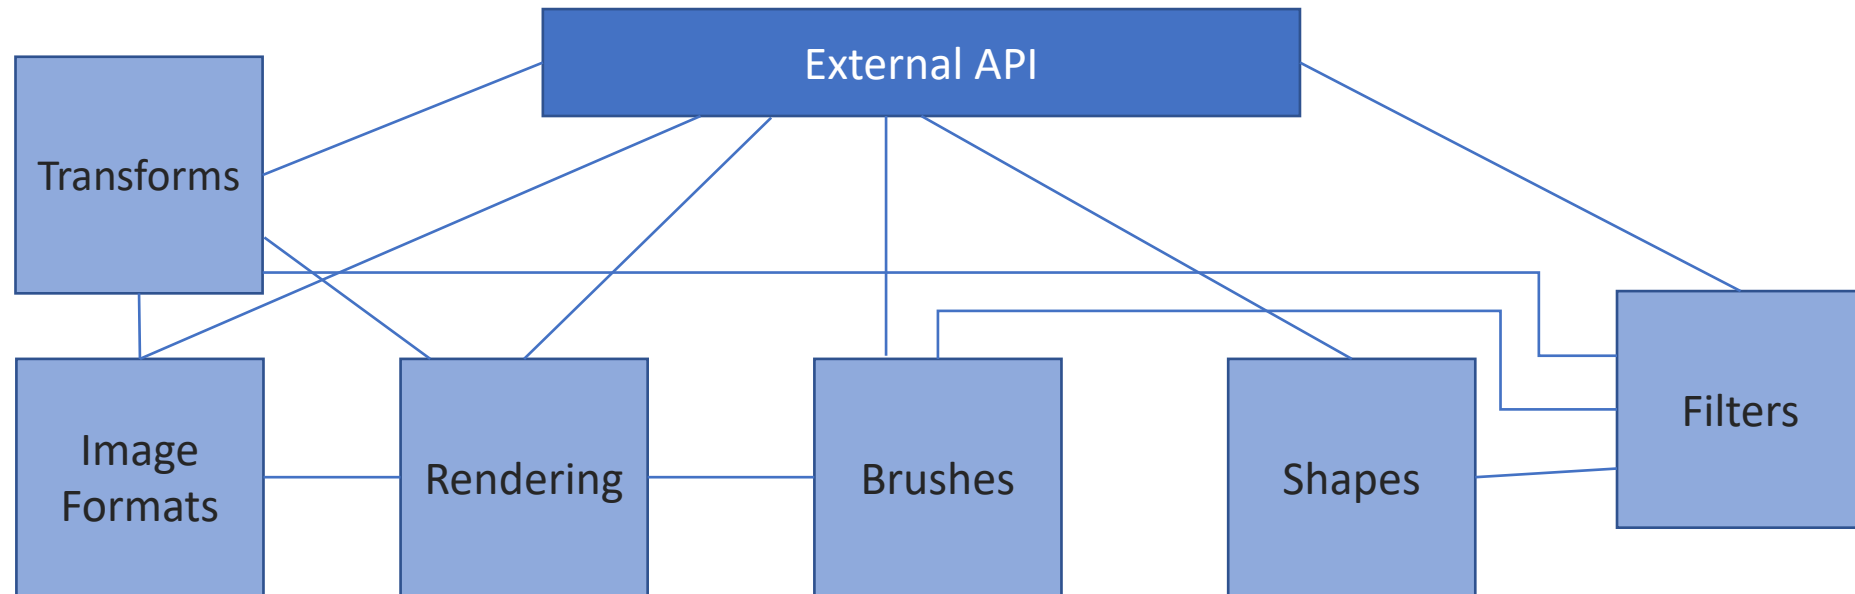 External API
Transforms
Image
Formats
Rendering
Brushes
Shapes
Filters